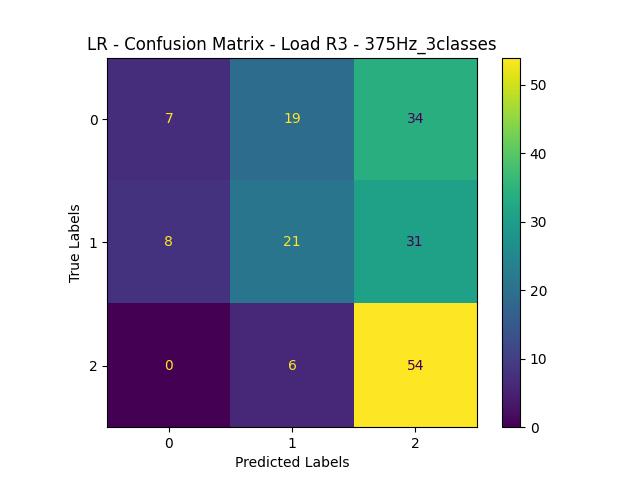 LR - Confusion Matrix - Load R3 - 375Hz_3classes
True Labels
0
7 19 34
1
8 21 31
2
0 6 54
0 1 2
Predicted Labels
50
40
30
20
10
0